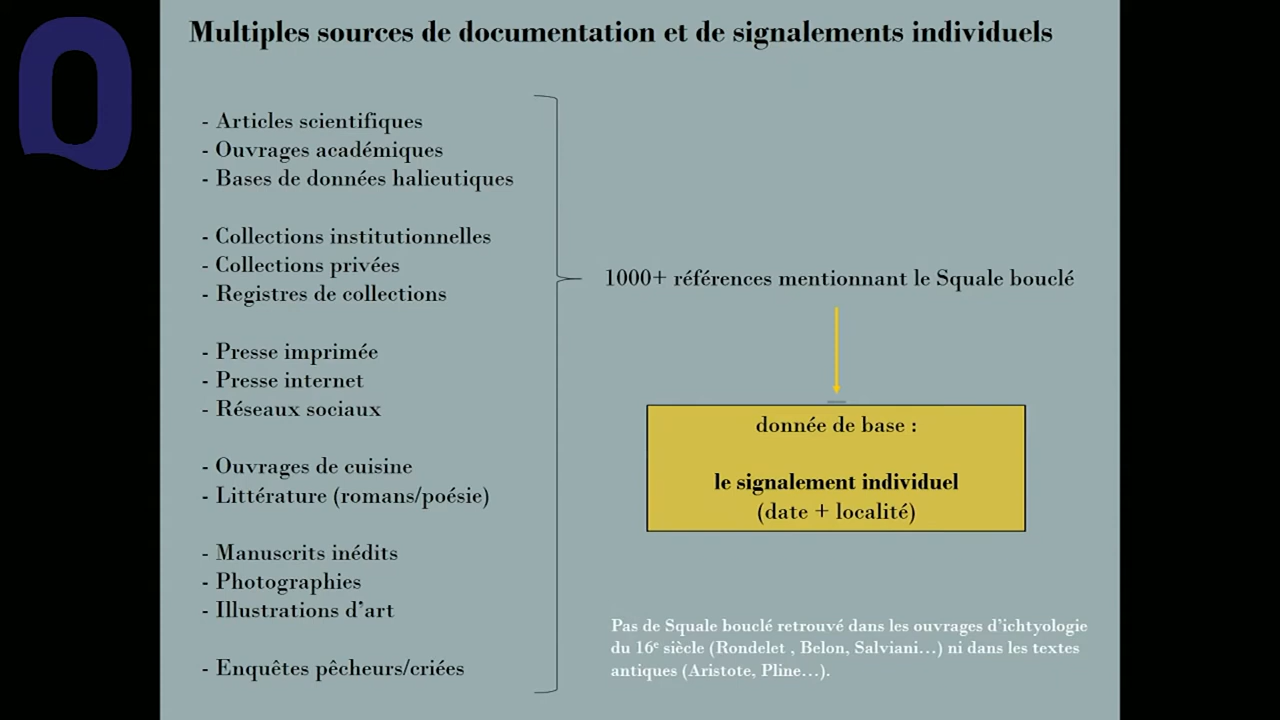 Multiples sources de documentation et de signalements individuels
- Articles scientifiques
- Ouvrages académiques
- Bases de données halieutiques
- Collections institutionnelles
- Collections privées
- Registres de collections
- Presse imprimée
- Presse internet
- Réseaux sociaux
- Ouvrages de cuisine
- Littérature (romans/poésie)
- Manuscrits inédits
- Photographies
- Illustrations d’art
- Enquêtes pêcheurs/criées
1000+ références mentionnant le Squale bouclé
donnée de base :
le signalement individuel
(date + localité)
Pas de Squale bouclé retrouvé dans les ouvrages d’ichtyologie
du 16e siècle (Rondelet , Belon, Salviani…) ni dans les textes
antiques (Aristote, Pline…).